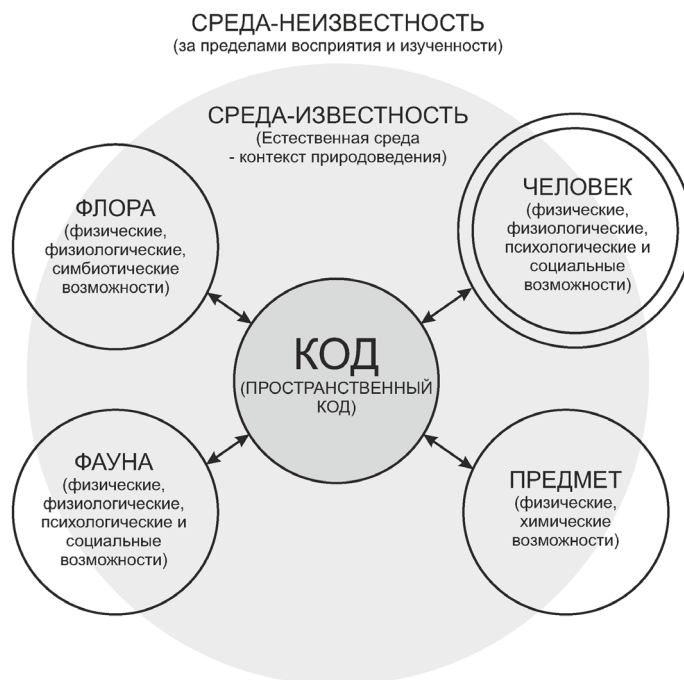 СРЕДА-НЕИЗВЕСТНОСТЬ
(за пределами восприятия и изученности)
СРЕДА-ИЗВЕСТНОСТЬ
(Естественная среда
- контекст природоведения)
ФЛОРА
(физические,
физиологические,
симбиотические
возможности)
ЧЕЛОВЕК
(физические,
физиологические,
психологические и
социальные
возможности)
КОД
(ПРОСТРАНСТВЕННЫЙ
КОД)
ФАУНА
(физические,
физиологические,
психологические и
социальные
возможности)
ПРЕДМЕТ
(физические,
химические
возможности)